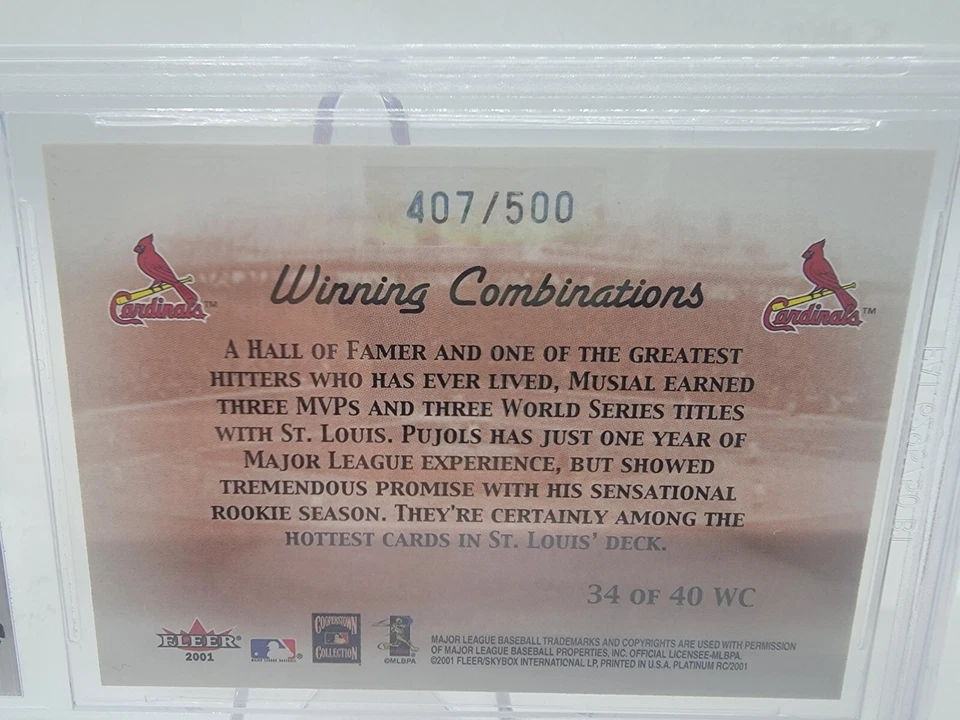 407/500
Winning Combinations
Cardinals™
Cardinals™
A HALL OF FAMER AND ONE OF THE GREATEST
HITTERS WHO HAS EVER LIVED, MUSIAL EARNED
THREE MVPS AND THREE WORLD SERIES TITLES
WITH ST. LOUIS. PUJOLS HAS JUST ONE YEAR OF
MAJOR LEAGUE EXPERIENCE, BUT SHOWED
TREMENDOUS PROMISE WITH HIS SENSATIONAL
ROOKIE SEASON. THEY'RE CERTAINLY AMONG THE
HOTTEST CARDS IN ST. LOUIS' DECK.
34 OF 40 WC
FLEER®
2001
COOPERSTOWN
COLLECTION
©MLBPA
MAJOR LEAGUE BASEBALL TRADEMARKS AND COPYRIGHTS ARE USED WITH PERMISSION
OF MAJOR LEAGUE BASEBALL PROPERTIES, INC. OFFICIAL LICENSEE-MLBPA.
©2001 FLEER/SKYBOX INTERNATIONAL LP, PRINTED IN U.S.A. PLATINUM RC/2001